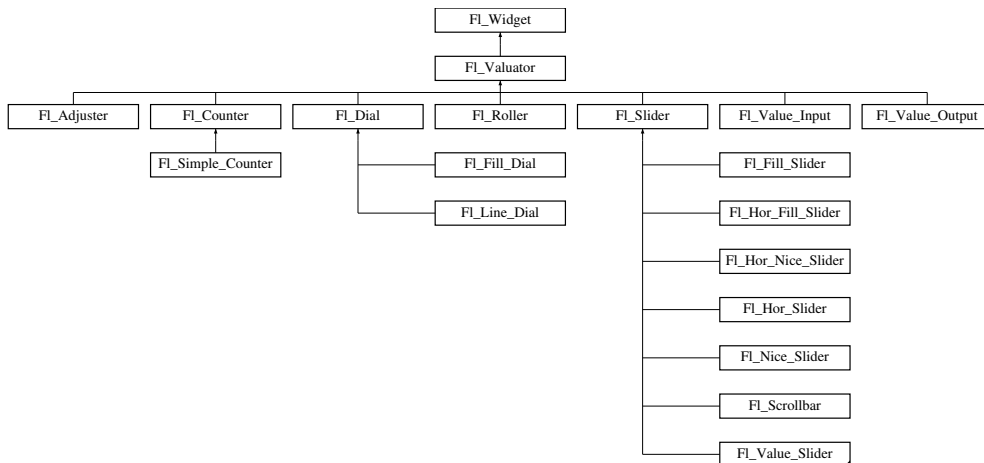 Fl_Widget
Fl_Valuator
Fl_Adjuster Fl_Counter Fl_Dial Fl_Roller Fl_Slider Fl_Value_Input Fl_Value_Output
Fl_Simple_Counter Fl_Fill_Dial Fl_Fill_Slider
Fl_Line_Dial Fl_Hor_Fill_Slider
Fl_Hor_Nice_Slider
Fl_Hor_Slider
Fl_Nice_Slider
Fl_Scrollbar
Fl_Value_Slider